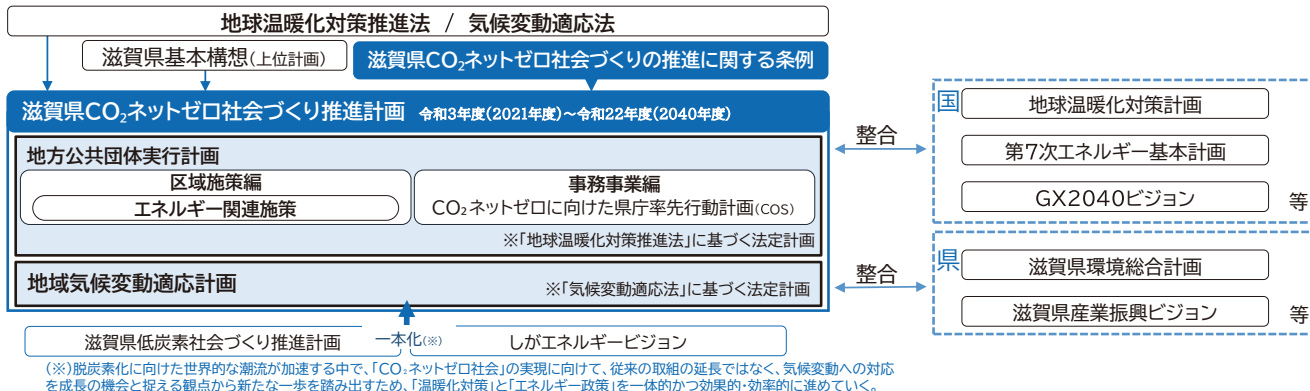 地球温暖化対策推進法 / 気候変動適応法
滋賀県基本構想(上位計画)
滋賀県CO₂ネットゼロ社会づくりの推進に関する条例
滋賀県CO₂ネットゼロ社会づくり推進計画 令和3年度(2021年度)～令和22年度(2040年度)
地方公共団体実行計画
区域施策編
エネルギー関連施策
事務事業編
CO₂ネットゼロに向けた県庁率先行動計画(COS)
※「地球温暖化対策推進法」に基づく法定計画
地域気候変動適応計画
※「気候変動適応法」に基づく法定計画
整合
国
地球温暖化対策計画
第7次エネルギー基本計画
GX2040ビジョン
等
整合
県
滋賀県環境総合計画
滋賀県産業振興ビジョン
等
滋賀県低炭素社会づくり推進計画
一本化(※)
しがエネルギービジョン
(※)脱炭素化に向けた世界的な潮流が加速する中で、「CO₂ネットゼロ社会」の実現に向けて、従来の取組の延長ではなく、気候変動への対応
を成長の機会と捉える観点から新たな一歩を踏み出すため、「温暖化対策」と「エネルギー政策」を一体的かつ効果的・効率的に進めていく。